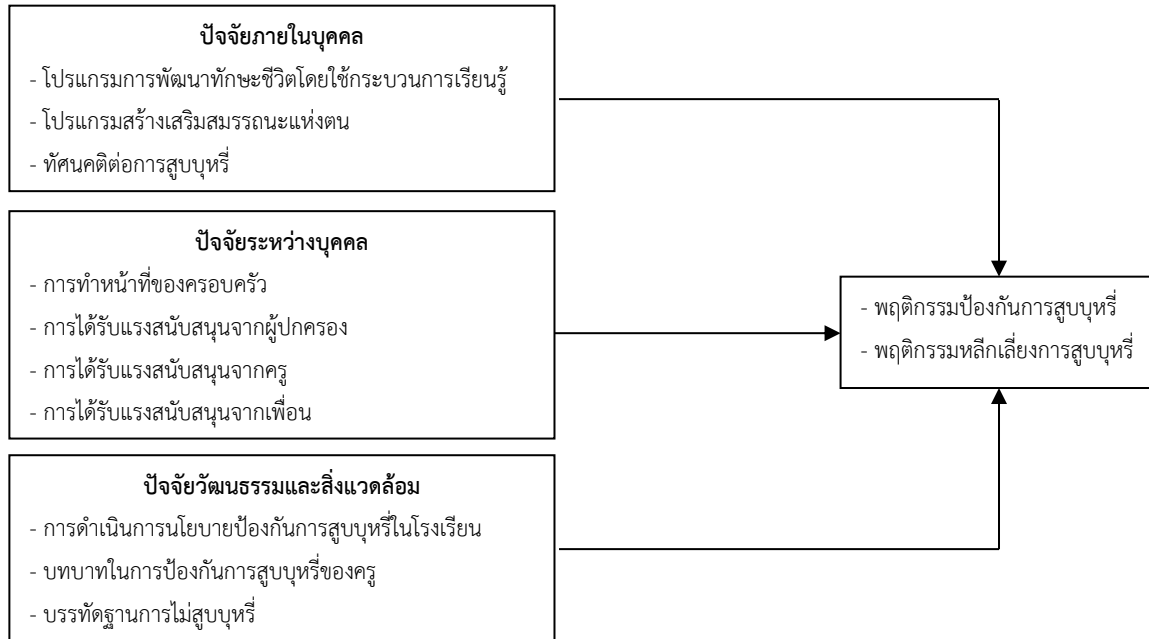 ปัจจัยภายในบุคคล
- โปรแกรมการพัฒนาทักษะชีวิตโดยใช้กระบวนการเรียนรู้
- โปรแกรมสร้างเสริมสมรรถนะแห่งตน
- ทัศนคติต่อการสูบบุหรี่
ปัจจัยระหว่างบุคคล
- การทำหน้าที่ของครอบครัว
- การได้รับแรงสนับสนุนจากผู้ปกครอง
- การได้รับแรงสนับสนุนจากครู
- การได้รับแรงสนับสนุนจากเพื่อน
ปัจจัยวัฒนธรรมและสิ่งแวดล้อม
- การดำเนินการนโยบายป้องกันการสูบบุหรี่ในโรงเรียน
- บทบาทในการป้องกันการสูบบุหรี่ของครู
- บรรทัดฐานการไม่สูบบุหรี่
- พฤติกรรมป้องกันการสูบบุหรี่
- พฤติกรรมหลีกเลี่ยงการสูบบุหรี่